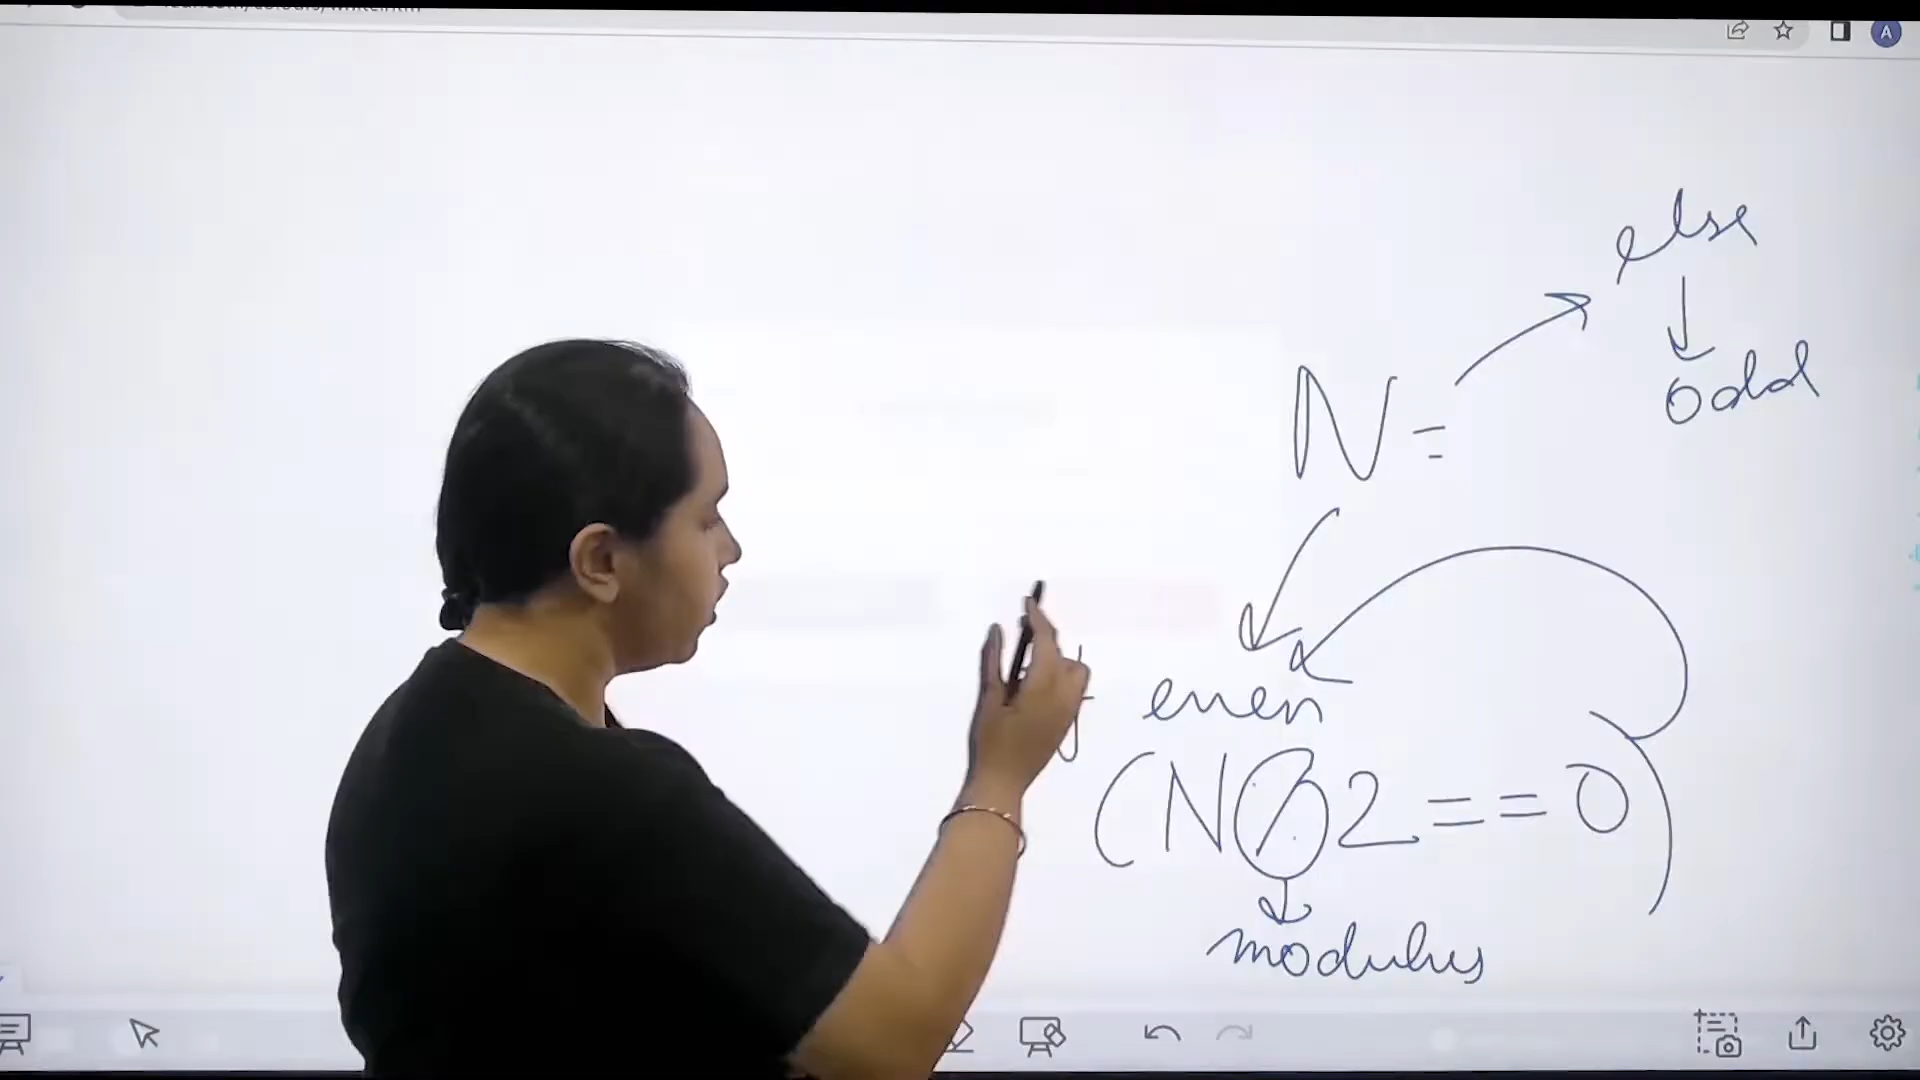 else
odd
N =
even
(N % 2 == 0)
modulus
A